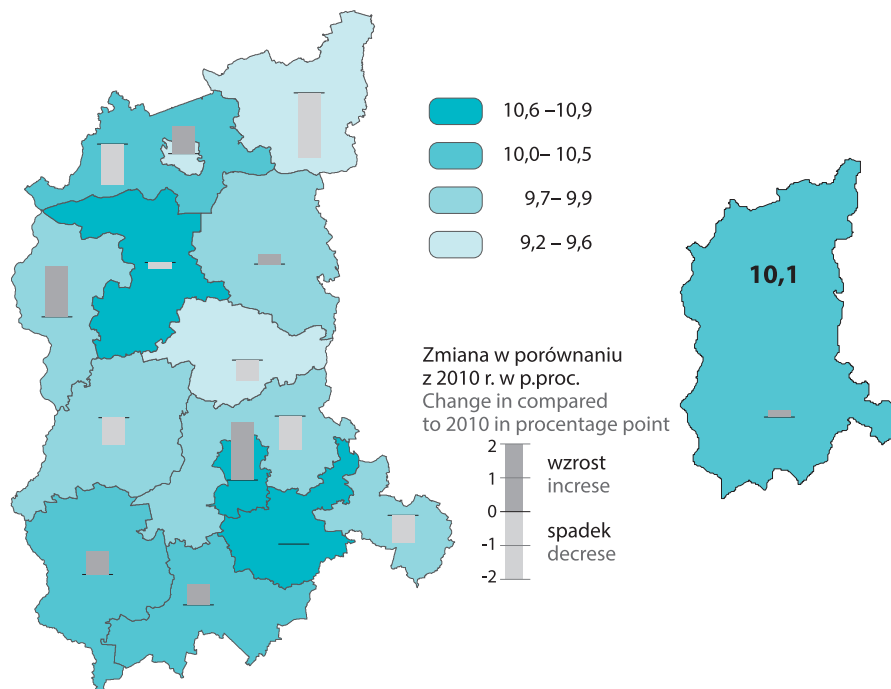 10,6 –10,9
10,0– 10,5
9,7– 9,9
9,2 – 9,6
10,1
Zmiana w porównaniu
z 2010 r. w p.proc.
Change in compared
to 2010 in procentage point
2
1
0
-1
-2
wzrost
increse
spadek
decrese